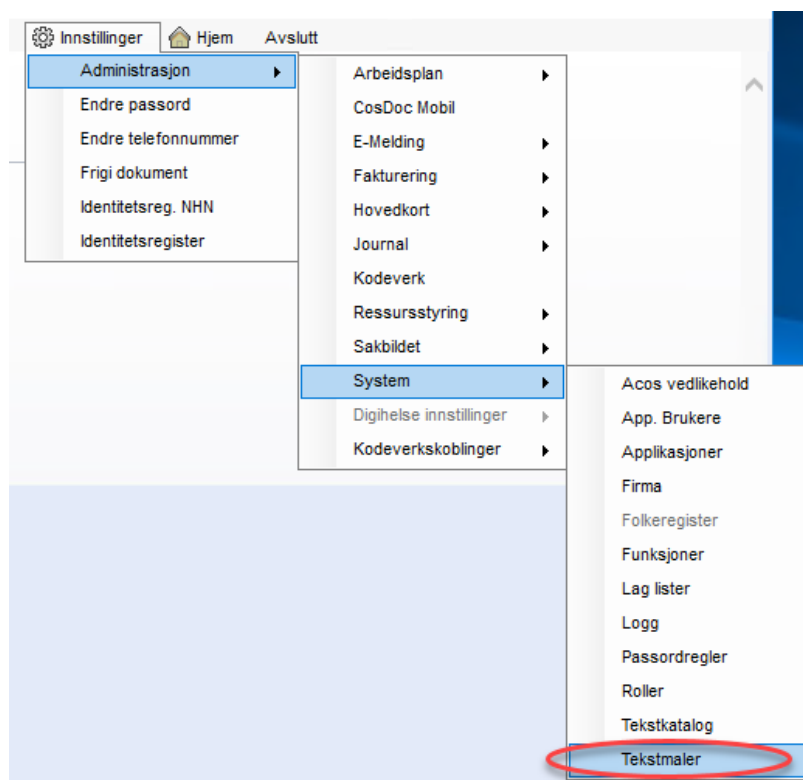 Innstillinger Hjem Avslutt
Administrasjon
Endre passord
Endre telefonnummer
Frigi dokument
Identitetsreg. NHN
Identitetsregister
Arbeidsplan
CosDoc Mobil
E-Melding
Fakturering
Hovedkort
Journal
Kodeverk
Ressursstyring
Sakbildet
System
Digihelse innstillinger
Kodeverkskoblinger
Acos vedlikehold
App. Brukere
Applikasjoner
Firma
Folkeregister
Funksjoner
Lag lister
Logg
Passordregler
Roller
Tekstkatalog
Tekstmaler